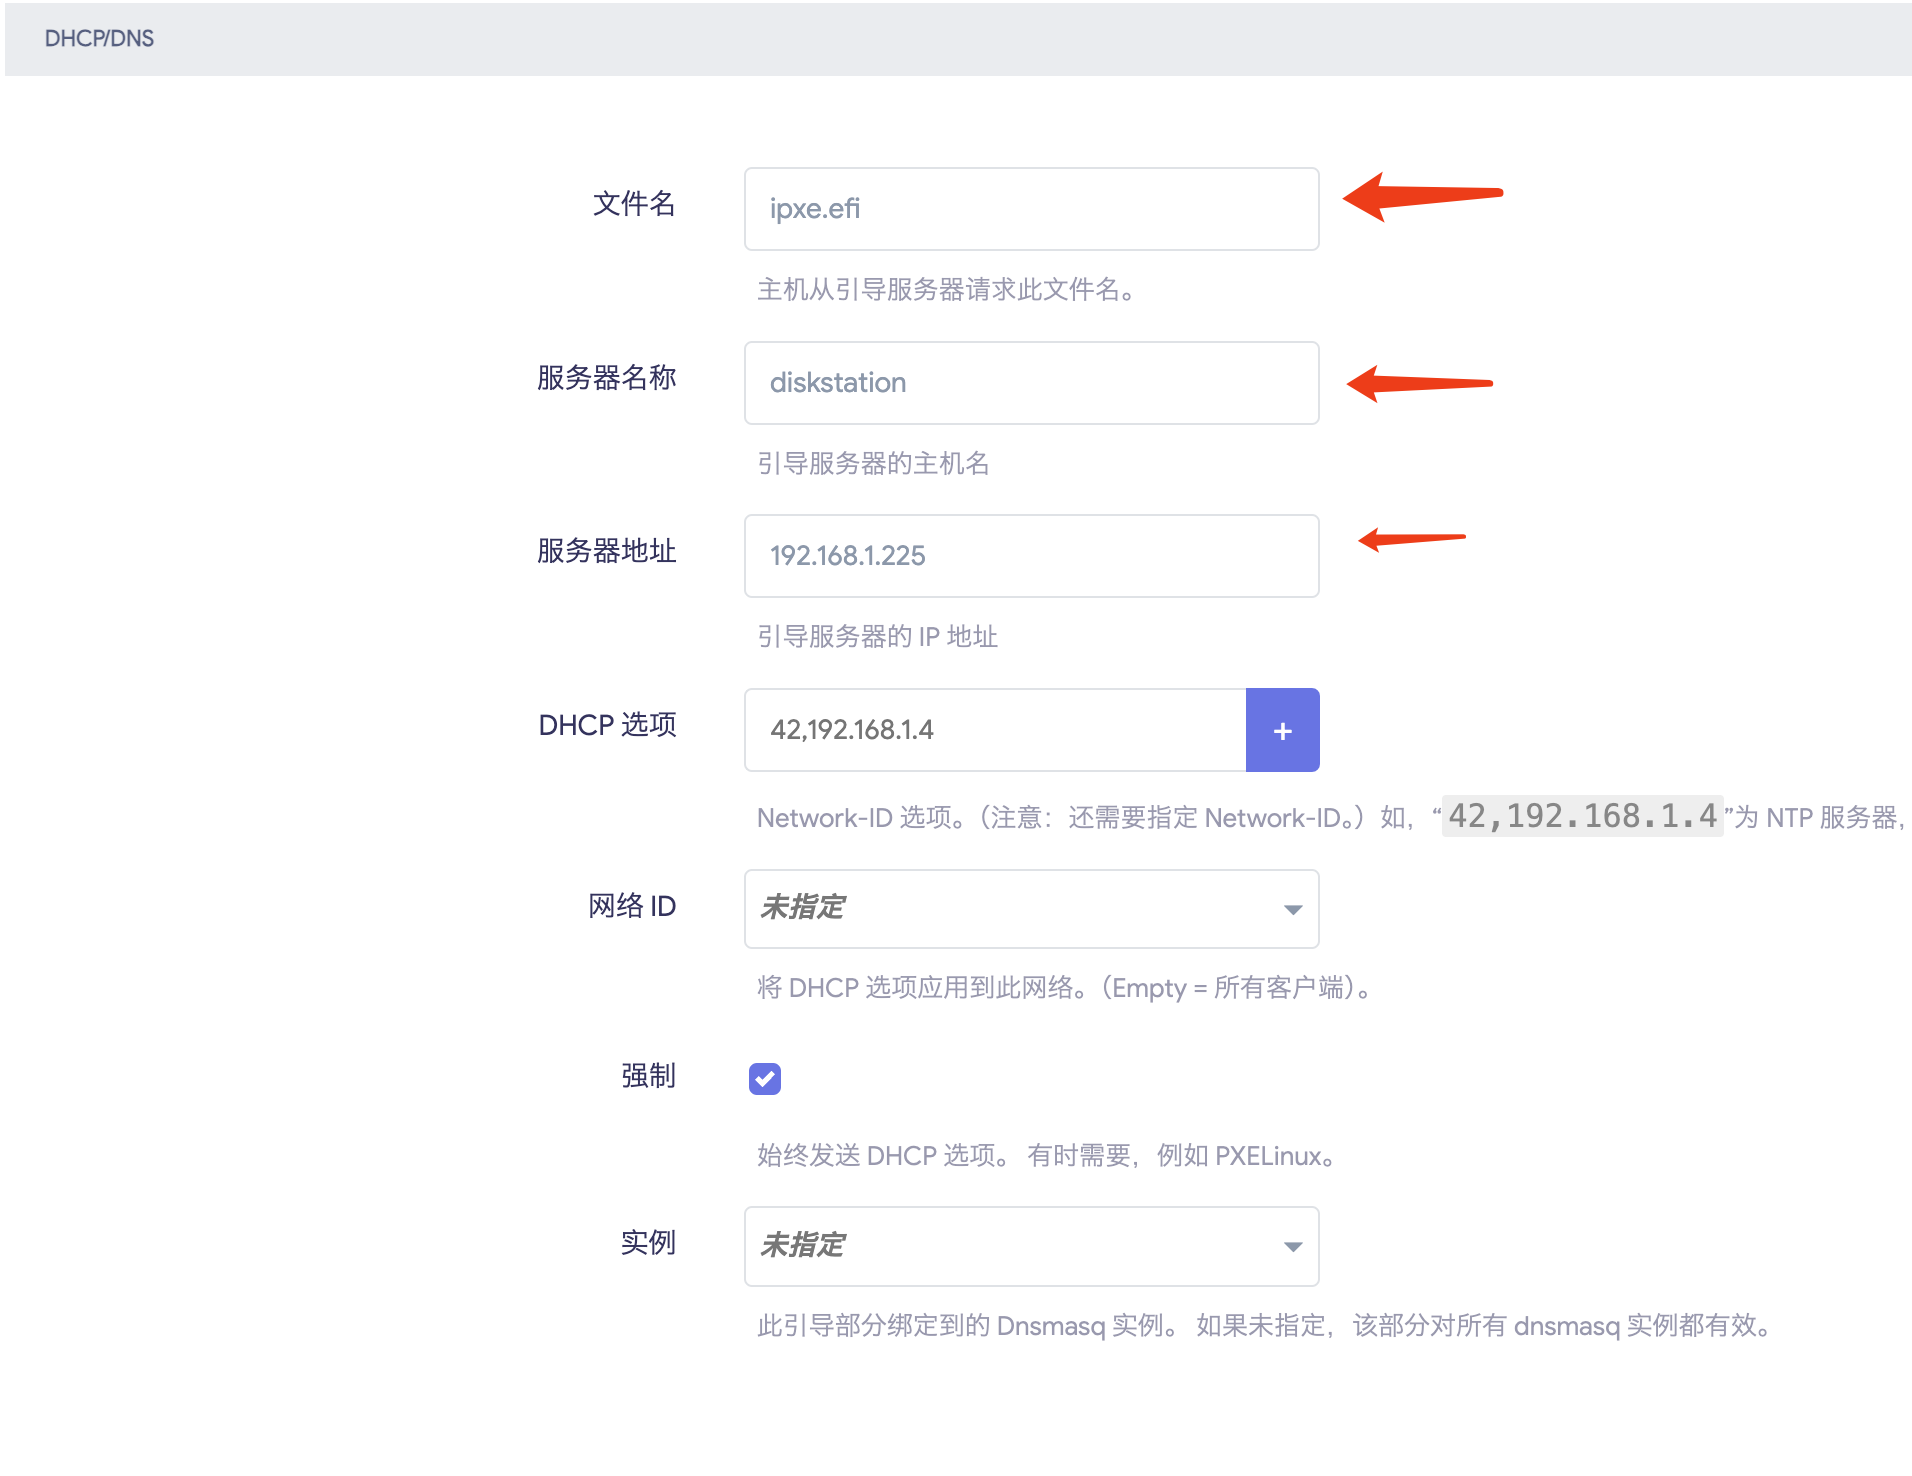 DHCP/DNS
文件名
ipxe.efi
主机从引导服务器请求此文件名。
服务器名称
diskstation
引导服务器的主机名
服务器地址
192.168.1.225
引导服务器的 IP 地址
DHCP 选项
42,192.168.1.4
+
Network-ID 选项。（注意：还需要指定 Network-ID。）如，“42,192.168.1.4”为 NTP 服务器，
网络 ID
未指定
将 DHCP 选项应用到此网络。（Empty = 所有客户端）。
强制
始终发送 DHCP 选项。 有时需要，例如 PXELinux。
实例
未指定
此引导部分绑定到的 Dnsmasq 实例。 如果未指定，该部分对所有 dnsmasq 实例都有效。